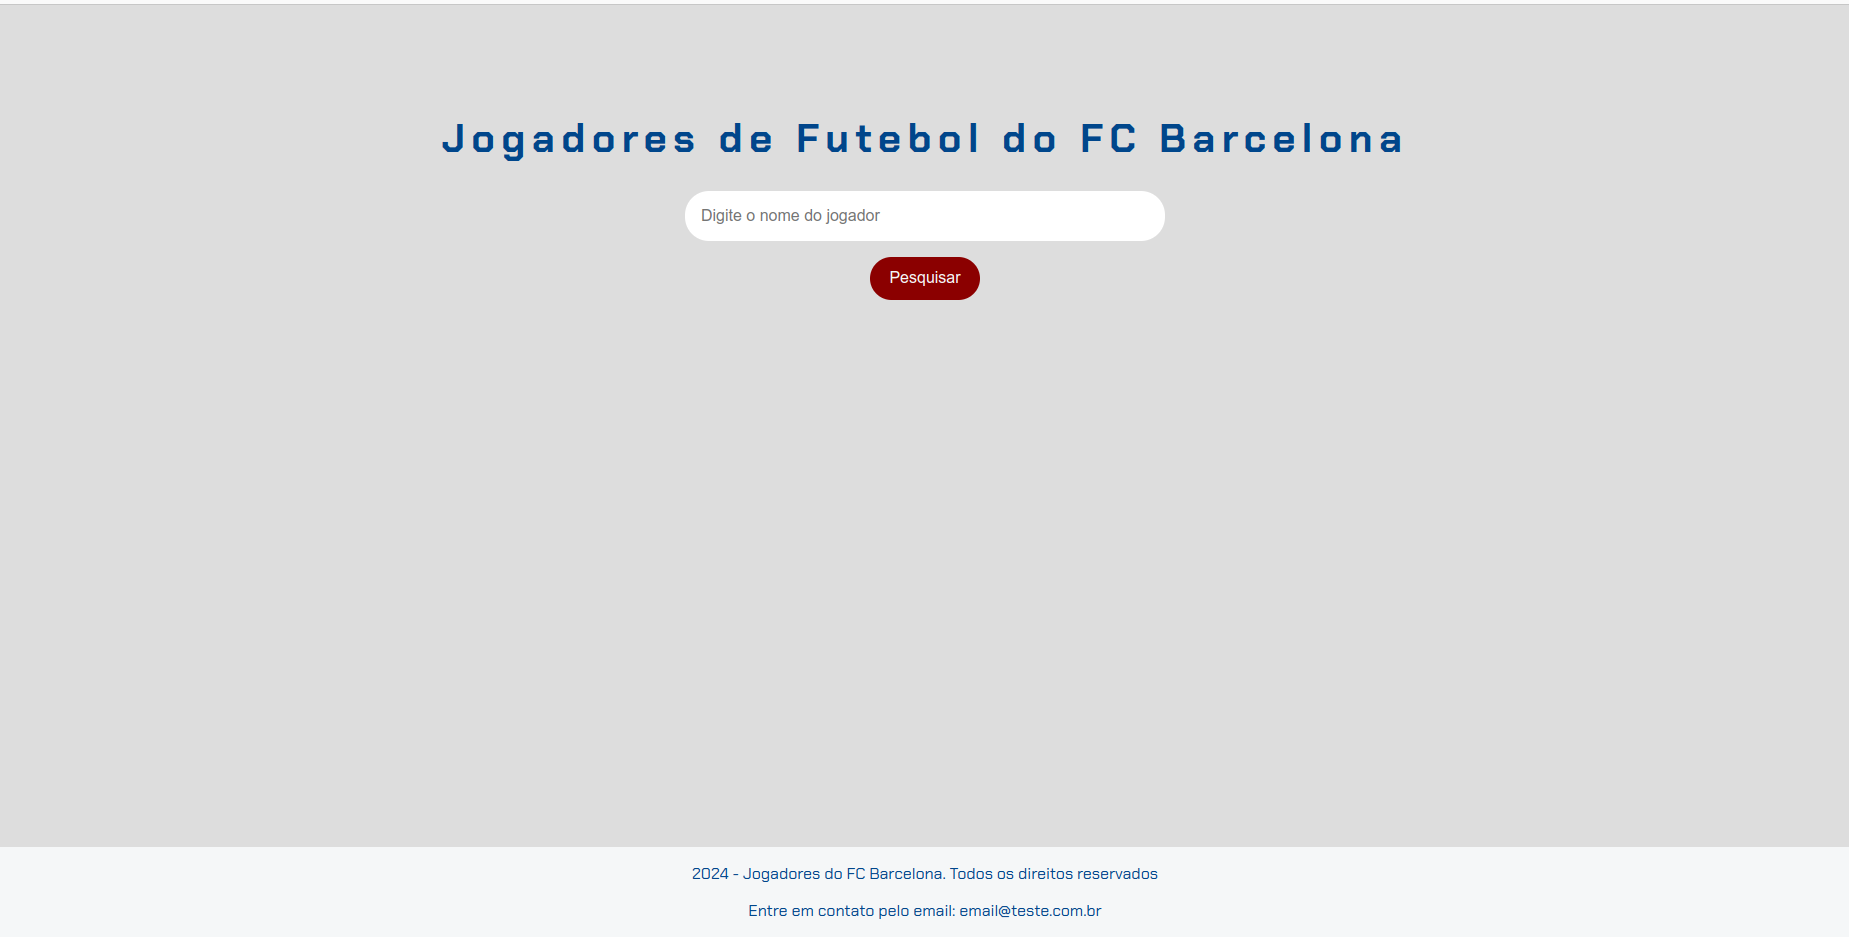 Jogadores de Futebol do FC Barcelona
Digite o nome do jogador
Pesquisar
2024 - Jogadores do FC Barcelona. Todos os direitos reservados
Entre em contato pelo email: email@teste.com.br